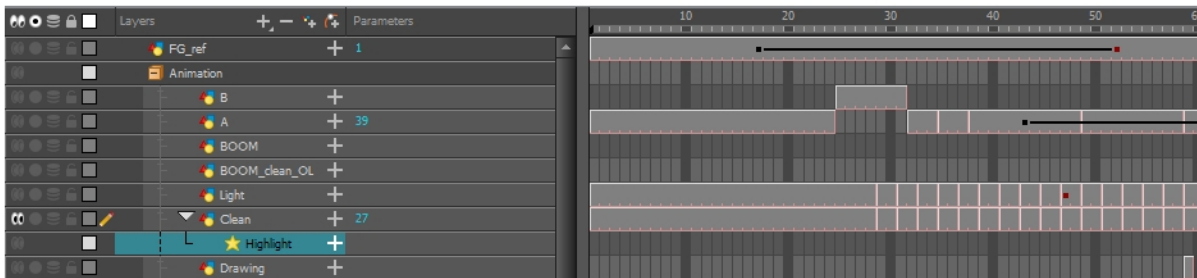 Layers Parameters 10 20 30 40 50
FG_ref 1
Animation
B
A 39
BOOM
BOOM_clean_OL
Light
Clean 27
Highlight
Drawing